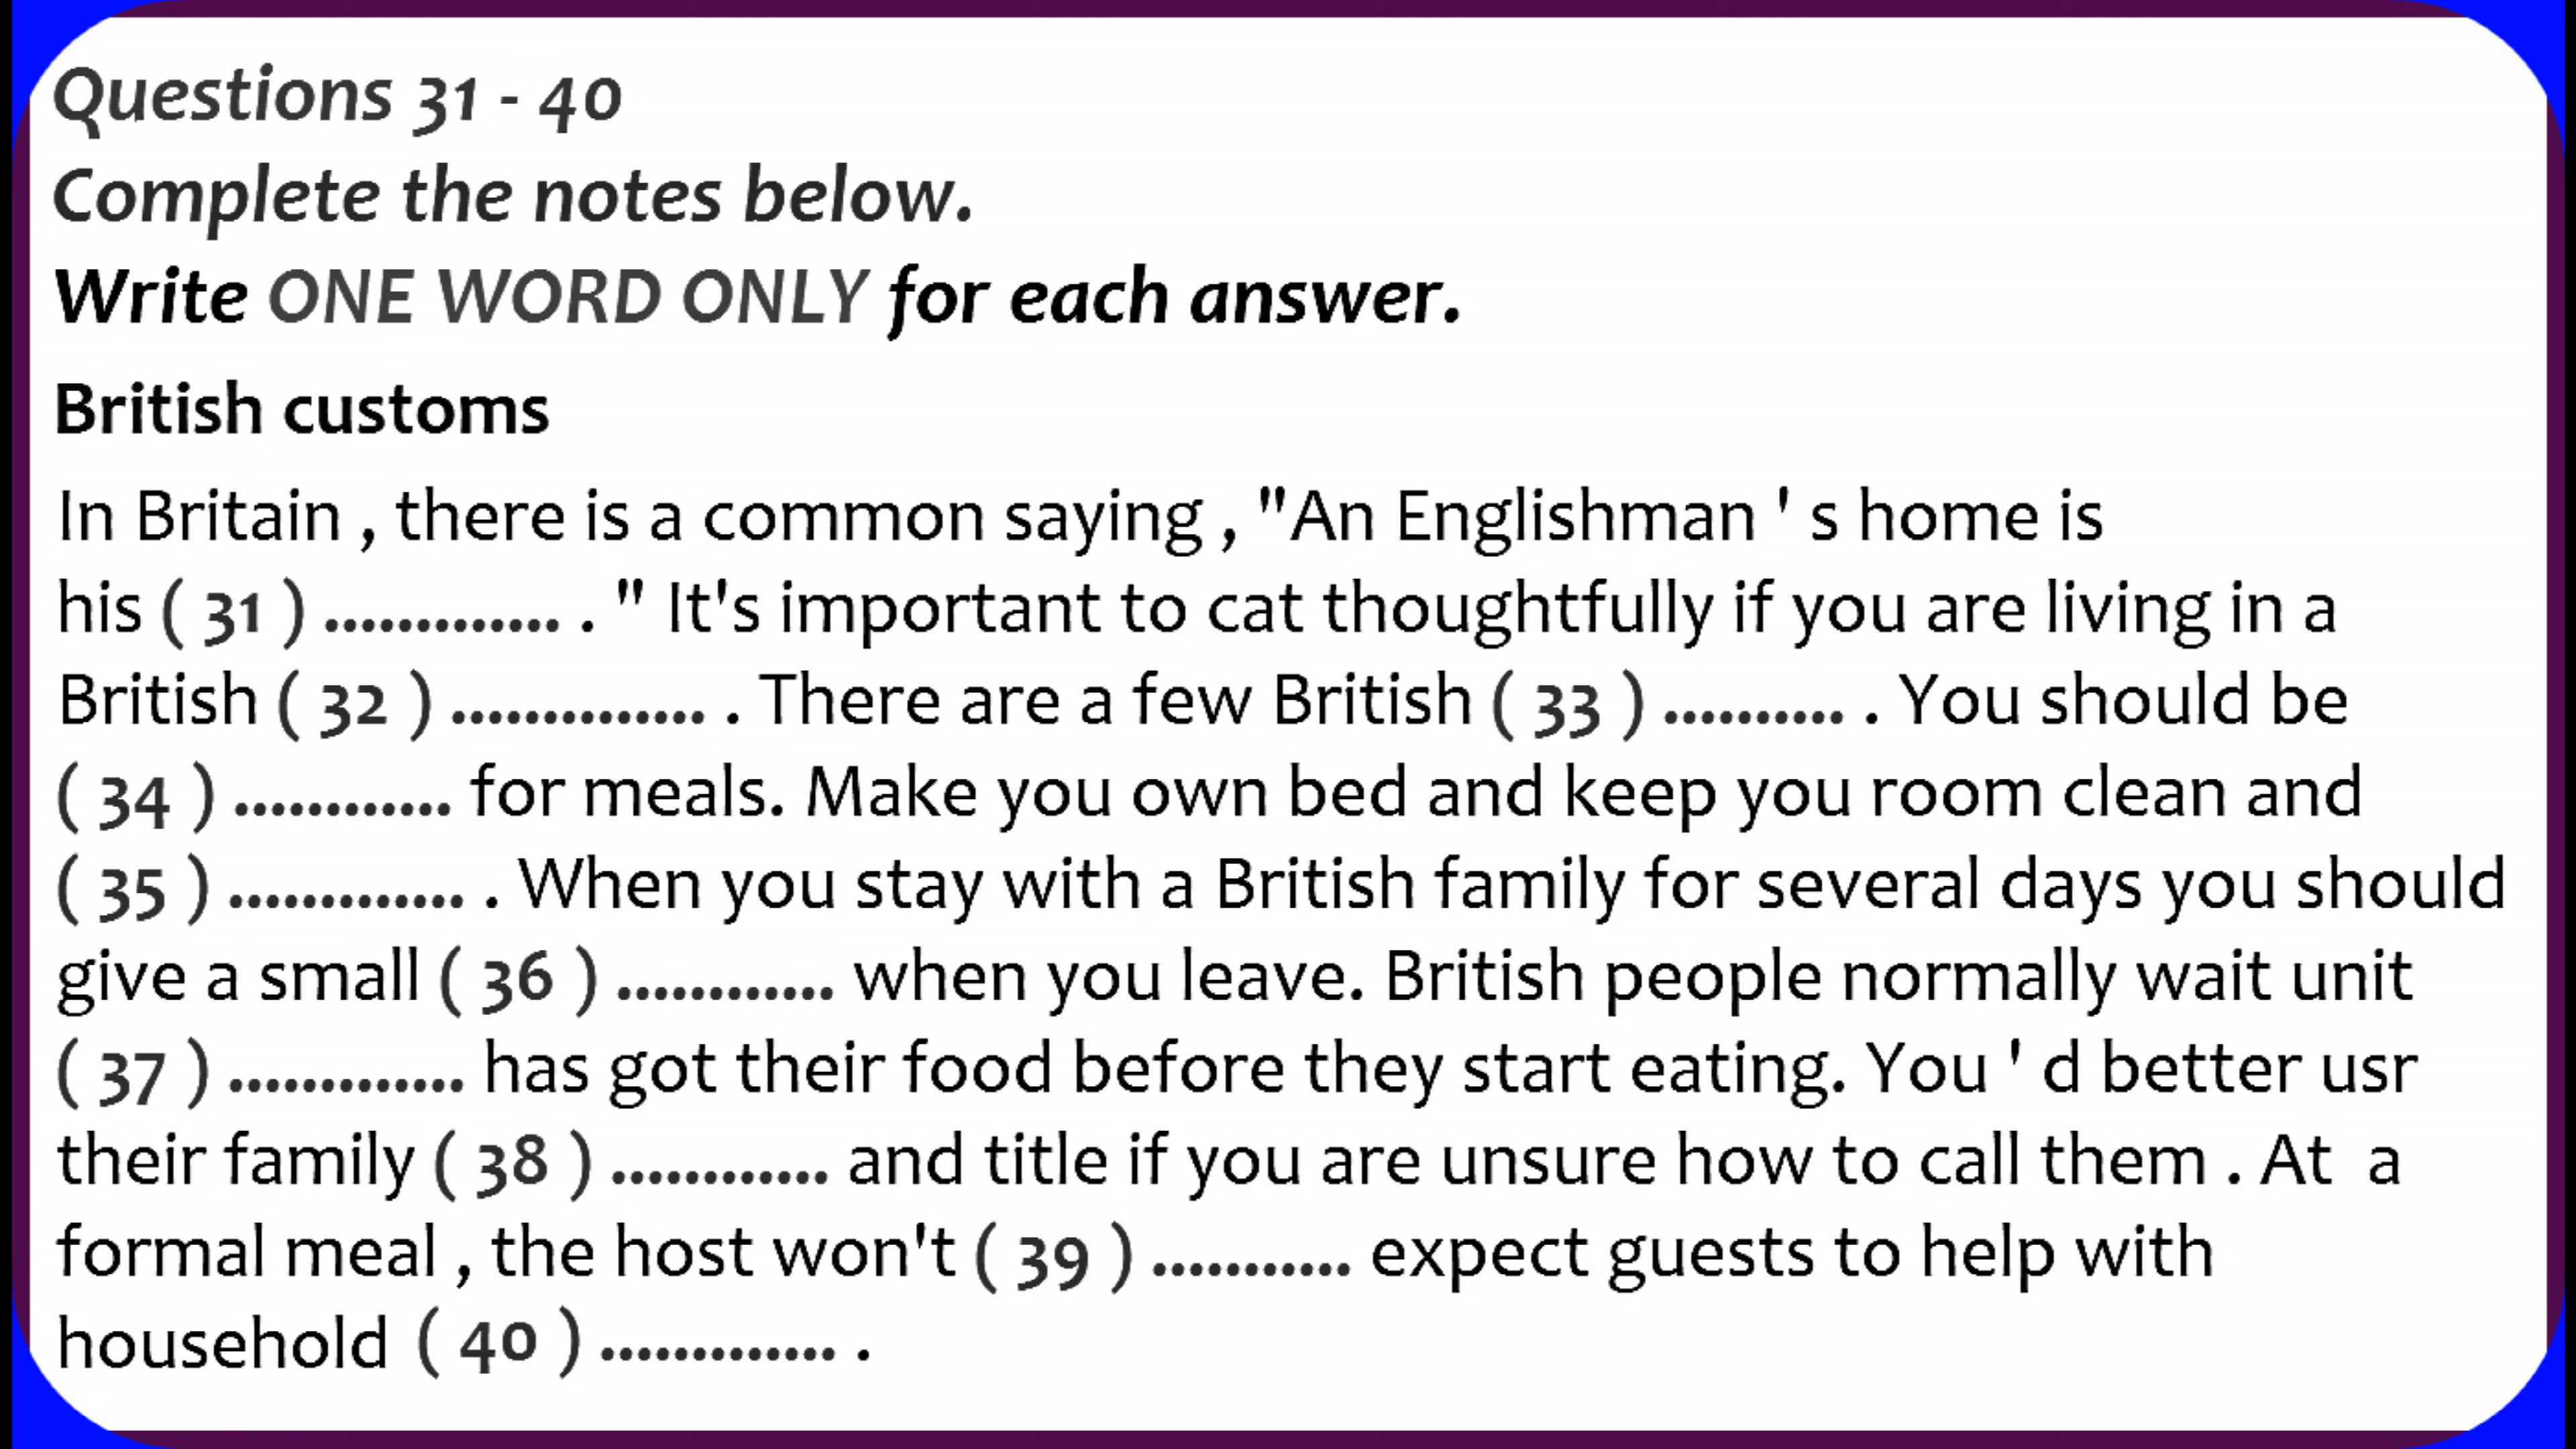 Questions 31 - 40
Complete the notes below.
Write ONE WORD ONLY for each answer.
British customs
In Britain , there is a common saying , "An Englishman ' s home is
his ( 31 ) ............. . " It's important to cat thoughtfully if you are living in a
British ( 32 ) .............. . There are a few British ( 33 ) .......... . You should be
( 34 ) ............ for meals. Make you own bed and keep you room clean and
( 35 ) ............. . When you stay with a British family for several days you should
give a small ( 36 ) ............ when you leave. British people normally wait unit
( 37 ) ............. has got their food before they start eating. You ' d better usr
their family ( 38 ) ............ and title if you are unsure how to call them . At a
formal meal , the host won't ( 39 ) ........... expect guests to help with
household ( 40 ) ............. .